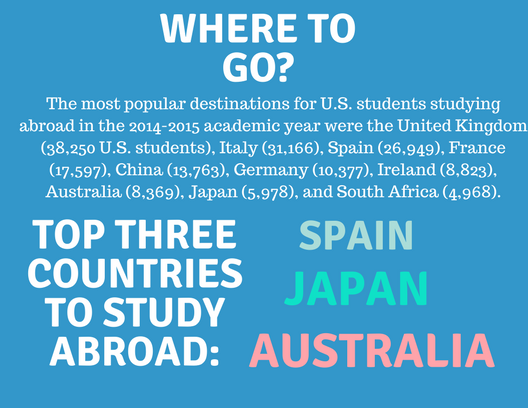 WHERE TO
GO?
The most popular destinations for U.S. students studying
abroad in the 2014-2015 academic year were the United Kingdom
(38,250 U.S. students), Italy (31,166), Spain (26,949), France
(17,597), China (13,763), Germany (10,377), Ireland (8,823),
Australia (8,369), Japan (5,978), and South Africa (4,968).
TOP THREE
COUNTRIES
TO STUDY
ABROAD:
SPAIN
JAPAN
AUSTRALIA